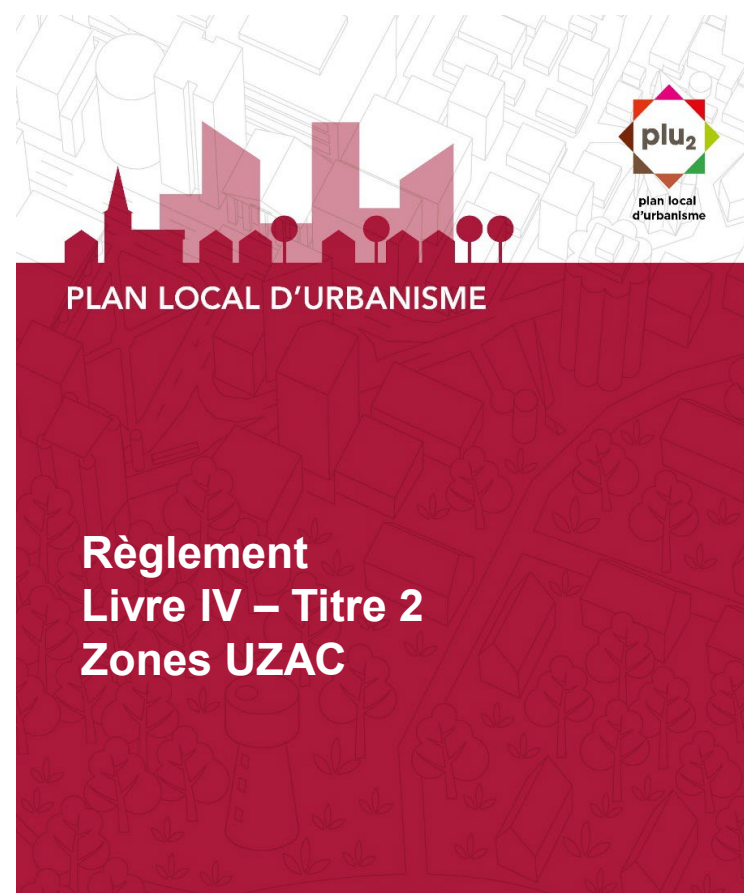 plu2
plan local
d'urbanisme
PLAN LOCAL D'URBANISME
Règlement
Livre IV – Titre 2
Zones UZAC